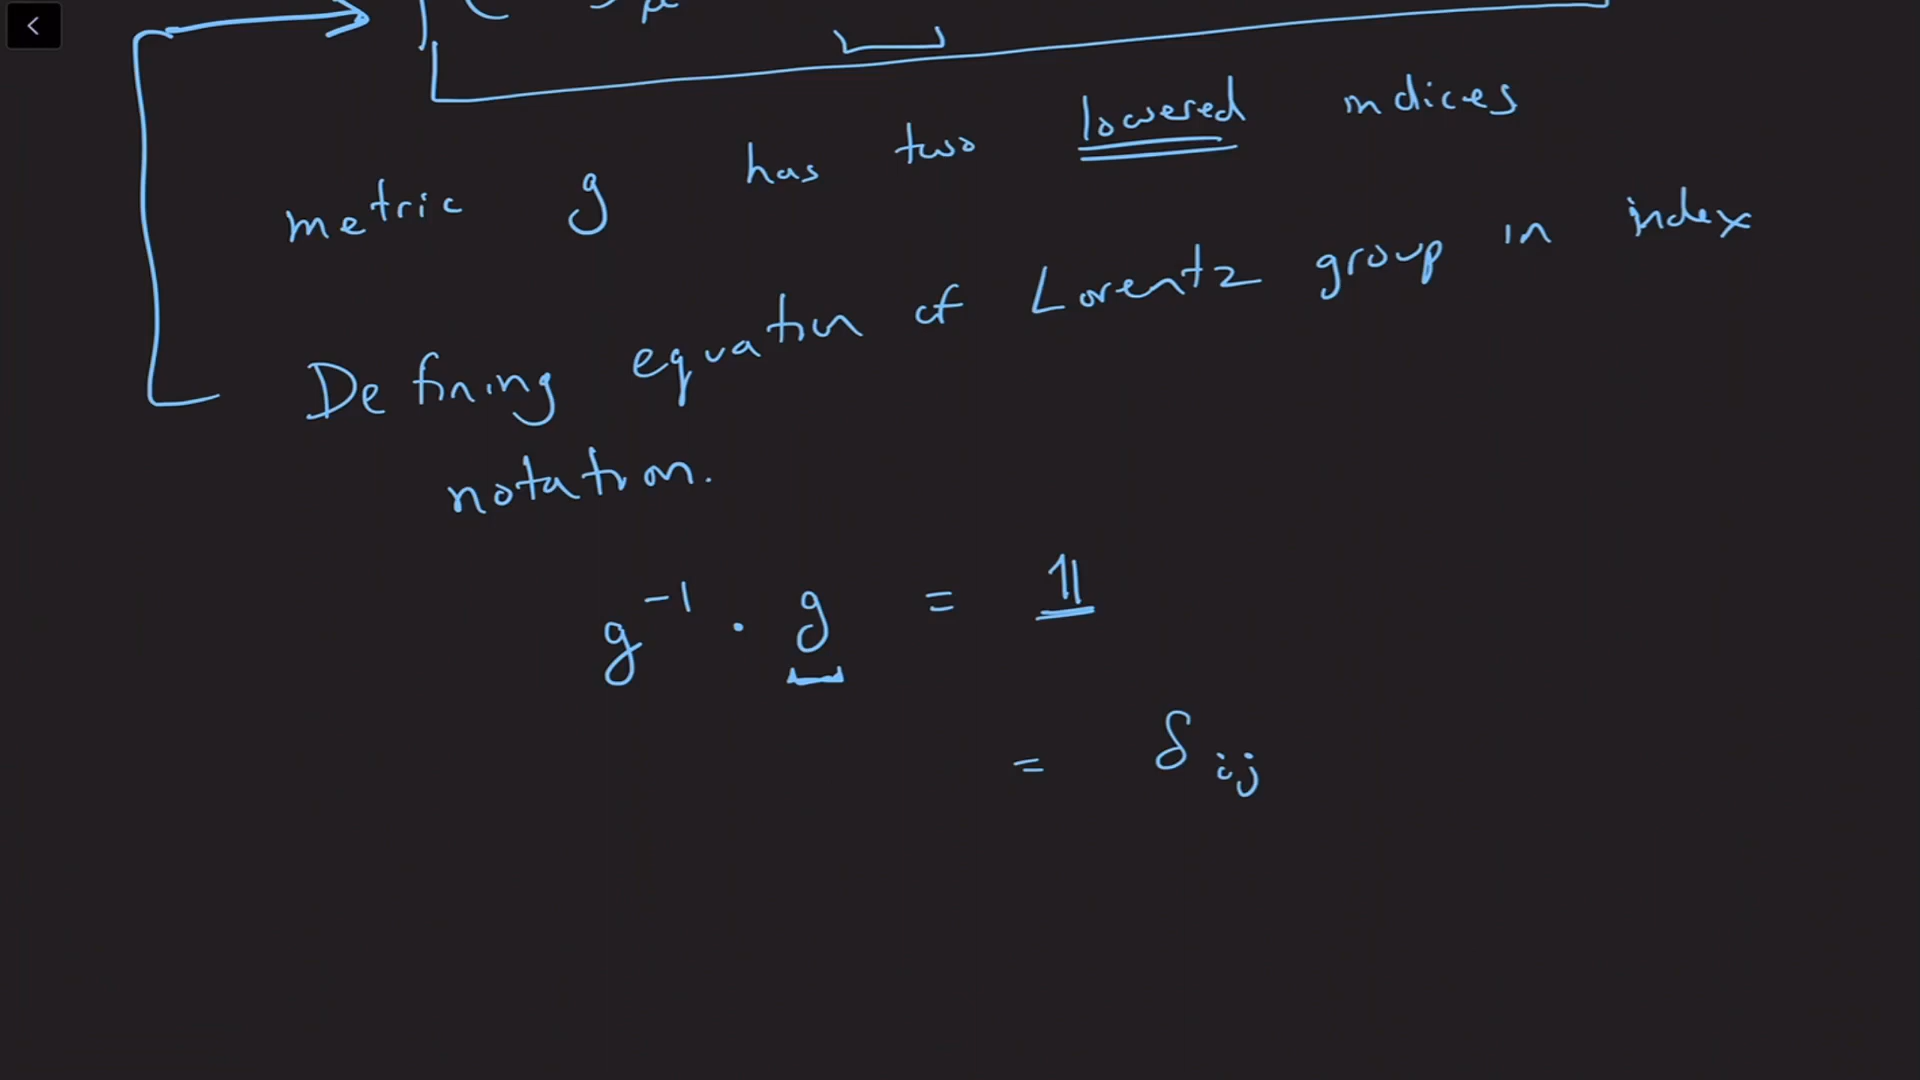 metric g has two lowered indices
Defining equation of Lorentz group in index
notation.
g⁻¹ · g = 𝟙
= δᵢⱼ